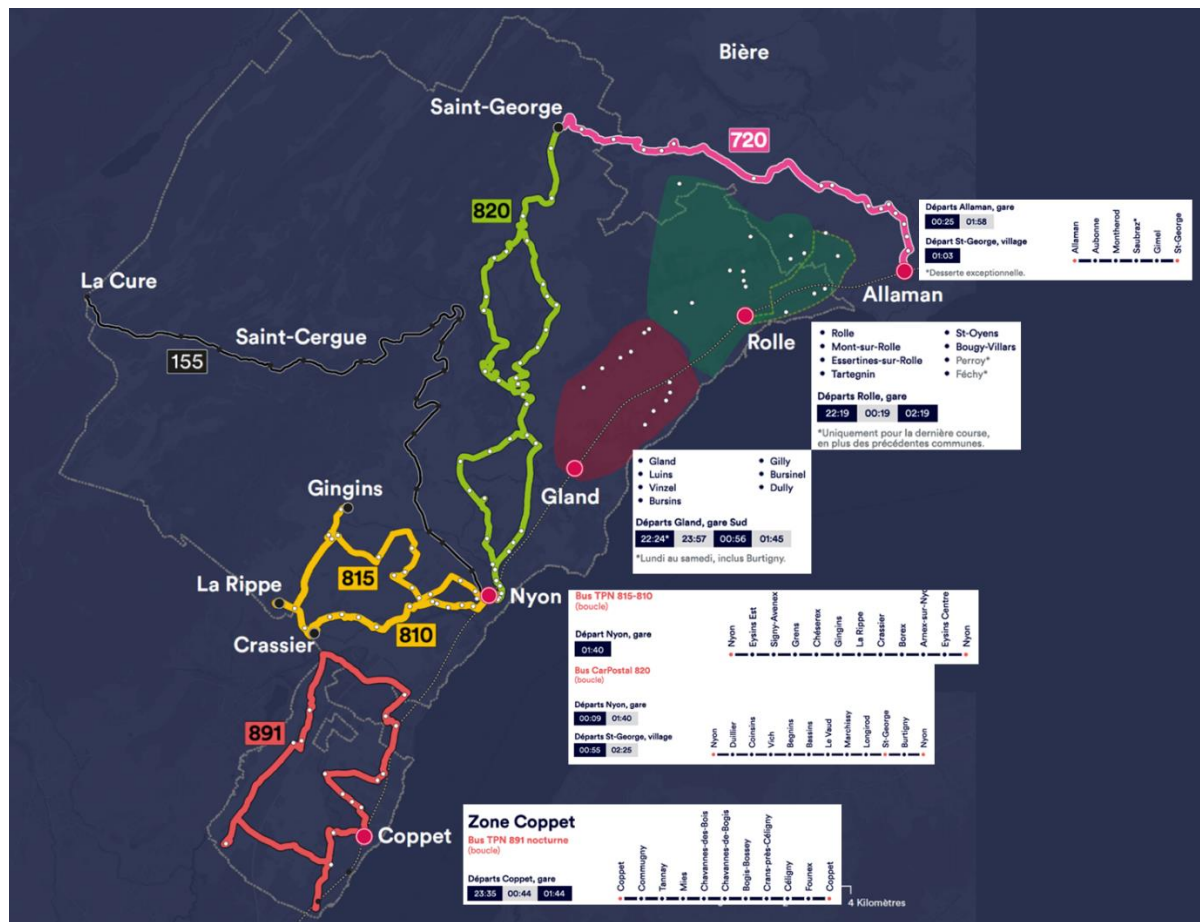 Bière
Saint-George
720
820
Départs Allaman, gare
00:25 01:58
Départ St-George, village
01:03
*Desserte exceptionnelle.
Allaman
Aubonne
Montherod
Saubraz*
Gimel
St-George
La Cure
Allaman
Saint-Cergue
Rolle
155
• Rolle
• Mont-sur-Rolle
• Essertines-sur-Rolle
• Tartegnin
• St-Oyens
• Bougy-Villars
• Perroy*
• Féchy*
Départs Rolle, gare
22:19 00:19 02:19
*Uniquement pour la dernière course,
en plus des précédentes communes.
Gland
• Gland
• Luins
• Vinzel
• Bursins
• Gilly
• Bursinel
• Dully
Départs Gland, gare Sud
22:24* 23:57 00:56 01:45
*Lundi au samedi, inclus Burtigny.
Gingins
815
La Rippe
Nyon
810
Crassier
Bus TPN 815-810
(boucle)
Départ Nyon, gare
01:40
Nyon
Eysins Est
Signy-Avenex
Grens
Chéserex
Gingins
La Rippe
Crassier
Borex
Arnex-sur-Nyo
Eysins Centre
Nyon
Bus CarPostal 820
(boucle)
Départs Nyon, gare
00:09 01:40
Départs St-George, village
00:55 02:25
Nyon
Duillier
Coinsins
Vich
Begnins
Bassins
Le Vaud
Marchissy
Longirod
St-George
Burtigny
Nyon
891
Coppet
Zone Coppet
Bus TPN 891 nocturne
(boucle)
Départs Coppet, gare
23:35 00:44 01:44
Coppet
Commugny
Tannay
Mies
Chavannes-des-Bois
Chavannes-de-Bogis
Bogis-Bossey
Crans-près-Céligny
Céligny
Founex
Coppet
4 Kilomètres